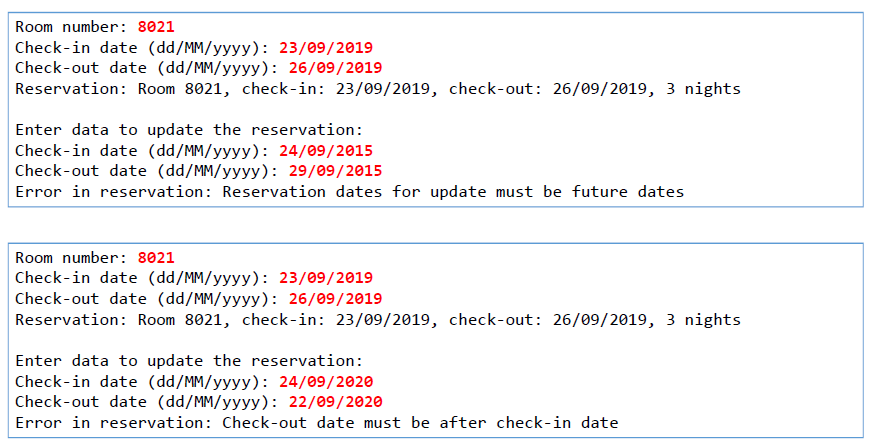 Room number: 8021
Check-in date (dd/MM/yyyy): 23/09/2019
Check-out date (dd/MM/yyyy): 26/09/2019
Reservation: Room 8021, check-in: 23/09/2019, check-out: 26/09/2019, 3 nights
Enter data to update the reservation:
Check-in date (dd/MM/yyyy): 24/09/2015
Check-out date (dd/MM/yyyy): 29/09/2015
Error in reservation: Reservation dates for update must be future dates
Room number: 8021
Check-in date (dd/MM/yyyy): 23/09/2019
Check-out date (dd/MM/yyyy): 26/09/2019
Reservation: Room 8021, check-in: 23/09/2019, check-out: 26/09/2019, 3 nights
Enter data to update the reservation:
Check-in date (dd/MM/yyyy): 24/09/2020
Check-out date (dd/MM/yyyy): 22/09/2020
Error in reservation: Check-out date must be after check-in date